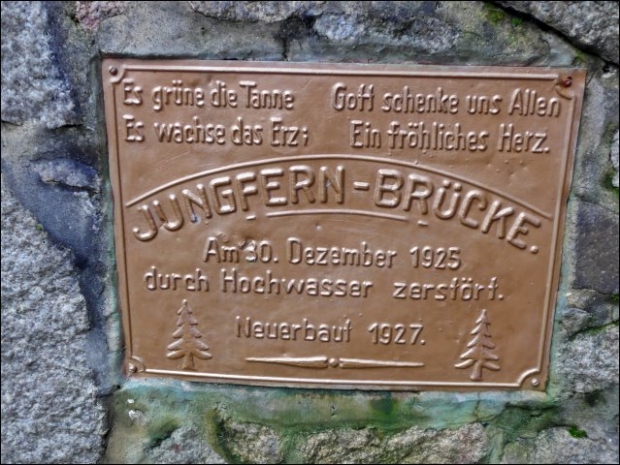 Es grüne die Tanne
Es wachse das Erz;
Gott schenke uns Allen
Ein fröhliches Herz.
JUNGFERN-BRÜCKE.
Am 30. Dezember 1925
durch Hochwasser zerstört.
Neuerbaut 1927.